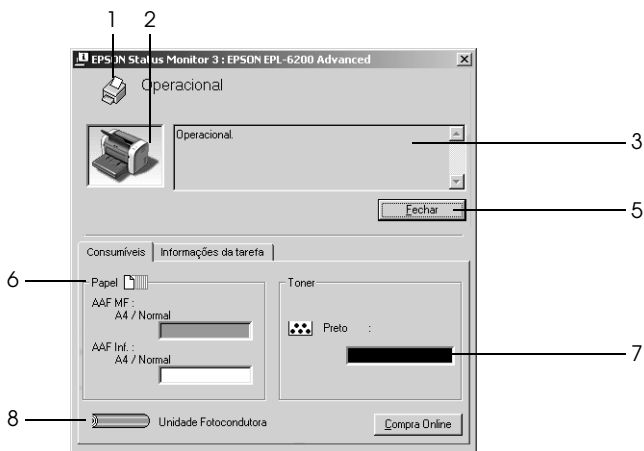 1 2
EPSON Status Monitor 3 : EPSON EPL-6200 Advanced
Operacional
Operacional.
3
Fechar
5
Consumíveis
Informações da tarefa
6
Papel
Toner
AAF MF :
A4 / Normal
Preto :
7
AAF Inf. :
A4 / Normal
8
Unidade Fotocondutora
Compra Online